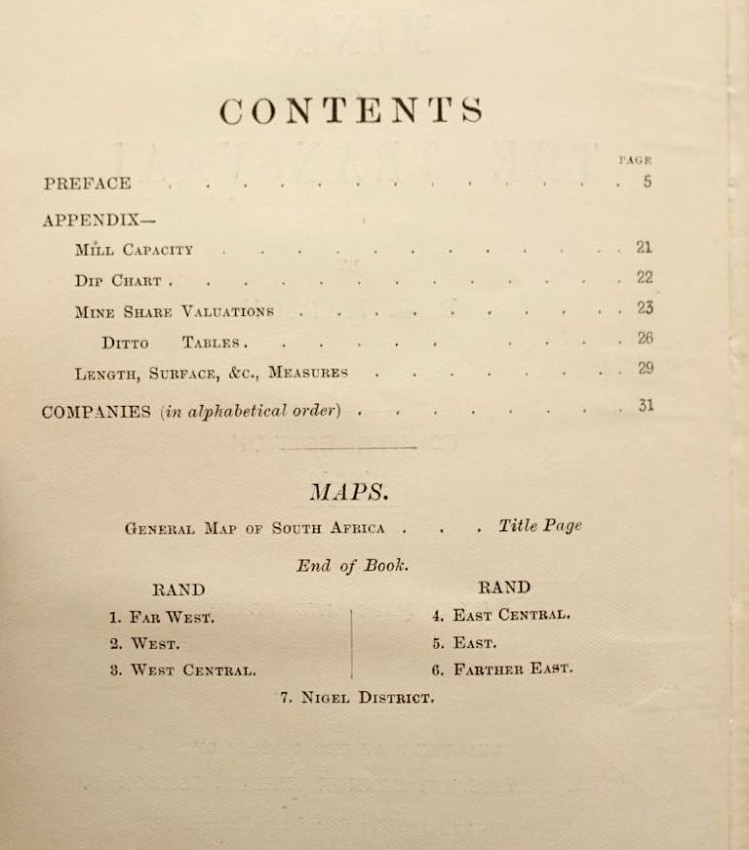 CONTENTS
PAGE
PREFACE . . . . . . . . . . . . . 5
APPENDIX—
MILL CAPACITY . . . . . . . . . . . 21
DIP CHART . . . . . . . . . . . . . 22
MINE SHARE VALUATIONS . . . . . . . . . 23
DITTO TABLES. . . . . . . . . . 26
LENGTH, SURFACE, &C., MEASURES . . . . . . . 29
COMPANIES (in alphabetical order) . . . . . . . . 31
MAPS.
GENERAL MAP OF SOUTH AFRICA . . . Title Page
End of Book.
RAND
1. FAR WEST.
2. WEST.
3. WEST CENTRAL.
RAND
4. EAST CENTRAL.
5. EAST.
6. FARTHER EAST.
7. NIGEL DISTRICT.